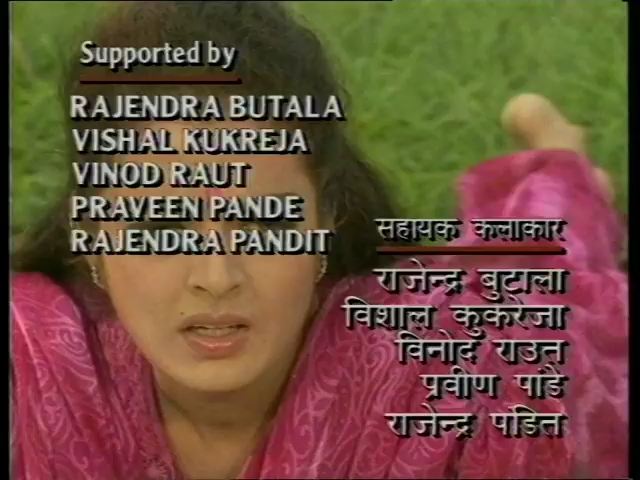 Supported by
RAJENDRA BUTALA
VISHAL KUKREJA
VINOD RAUT
PRAVEEN PANDE
RAJENDRA PANDIT
सहायक कलाकार
राजेन्द्र बुटाला
विशाल कुकरेजा
विनोद राउत
प्रवीण पांडे
राजेन्द्र पंडित